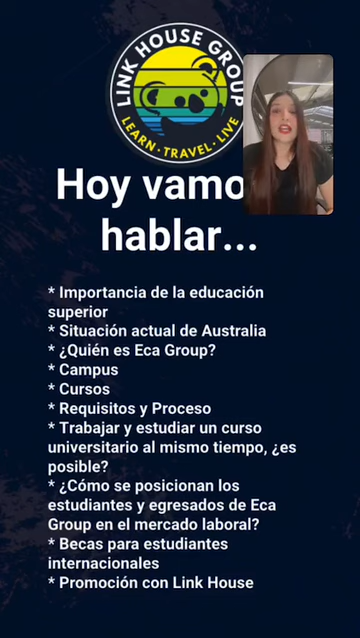 LINK HOUSE GROUP
LEARN · TRAVEL · LIVE
Hoy
hablar...
* Importancia de la educación
superior
* Situación actual de Australia
* ¿Quién es Eca Group?
* Campus
* Cursos
* Requisitos y Proceso
* Trabajar y estudiar un curso
universitario al mismo tiempo, ¿es
posible?
* ¿Cómo se posicionan los
estudiantes y egresados de Eca
Group en el mercado laboral?
* Becas para estudiantes
internacionales
* Promoción con Link House